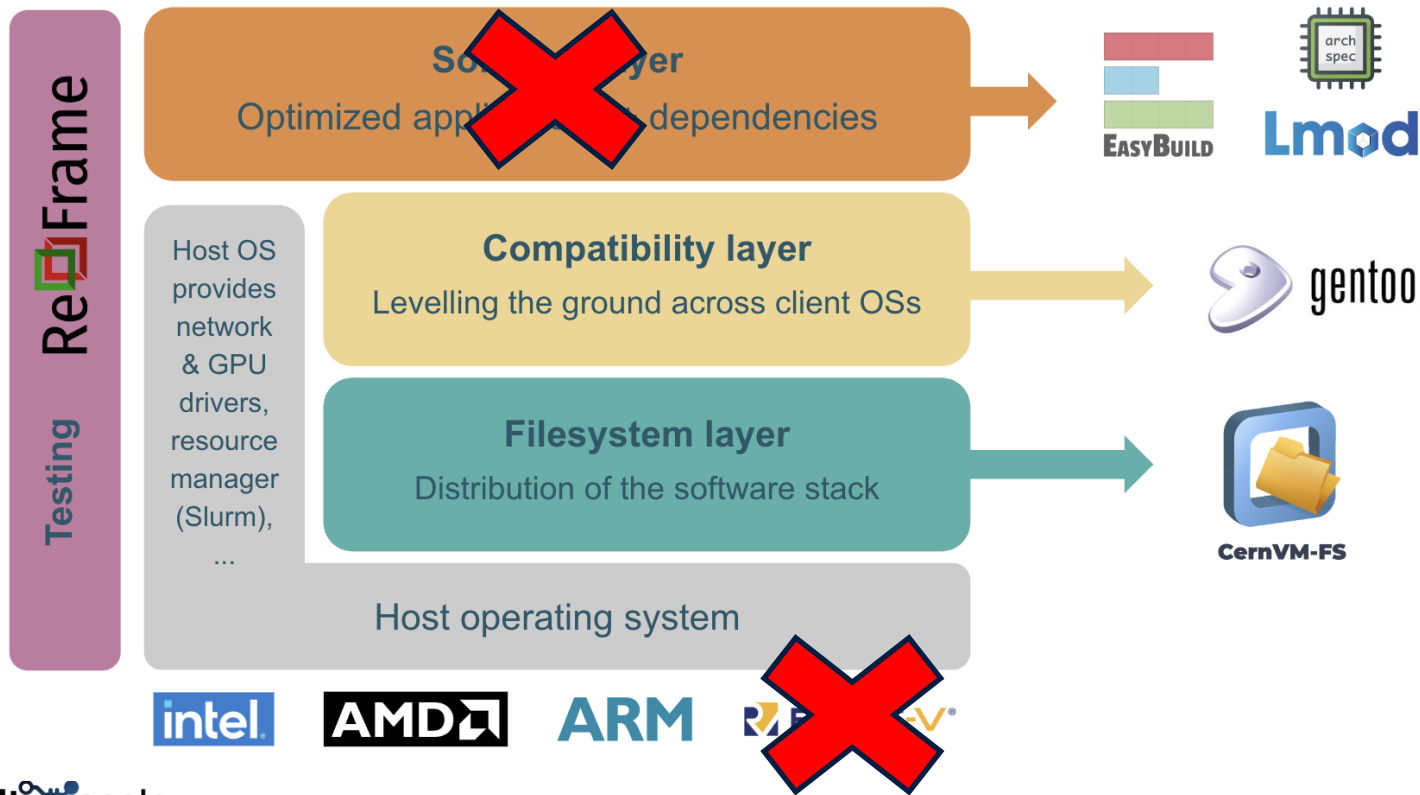 Testing
ReFrame
Optimized dependencies
arch
spec
EASYBUILD
Lmod
Host OS
provides
network
& GPU
drivers,
resource
manager
(Slurm),
...
Compatibility layer
Levelling the ground across client OSs
gentoo
Filesystem layer
Distribution of the software stack
CernVM-FS
Host operating system
intel.
AMD
ARM